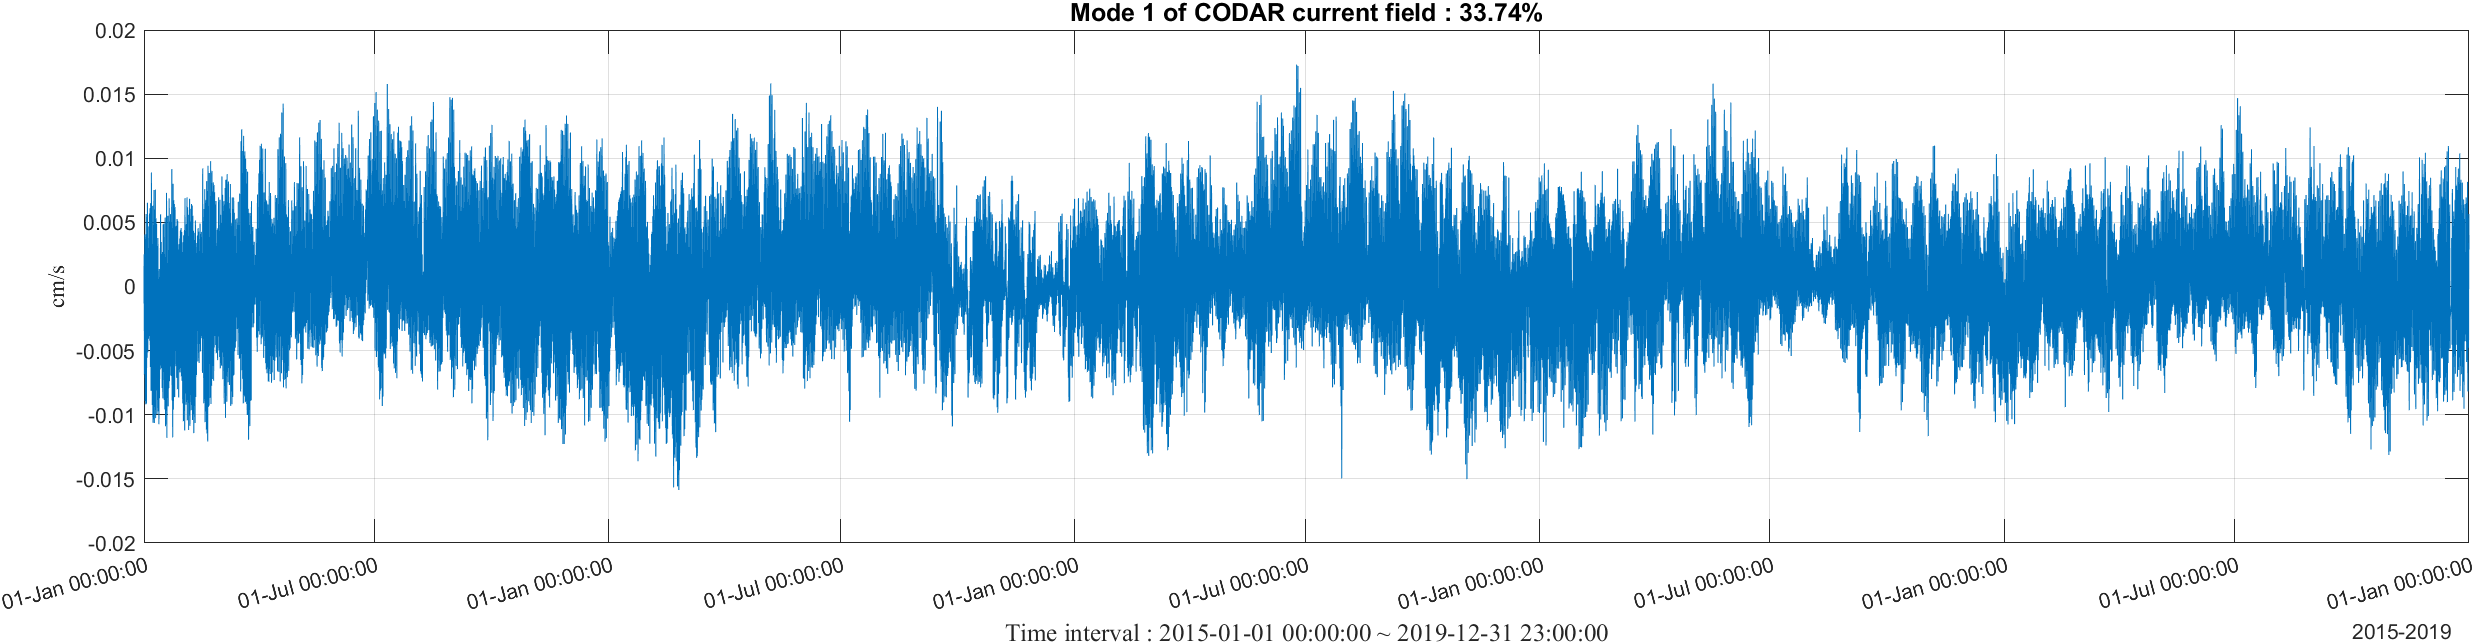 Mode 1 of CODAR current field : 33.74%
0.02
0.015
0.01
0.005
0
-0.005
-0.01
-0.015
-0.02
cm/s
01-Jan 00:00:00
01-Jul 00:00:00
01-Jan 00:00:00
01-Jul 00:00:00
01-Jan 00:00:00
01-Jul 00:00:00
01-Jan 00:00:00
01-Jul 00:00:00
01-Jan 00:00:00
01-Jul 00:00:00
01-Jan 00:00:00
Time interval : 2015-01-01 00:00:00 ~ 2019-12-31 23:00:00
2015-2019